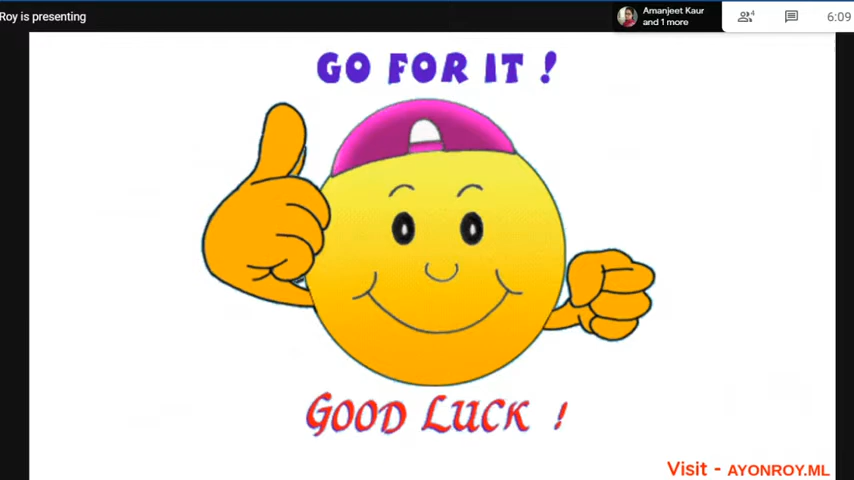 Roy is presenting
Amanjeet Kaur
and 1 more
4
6:09
GO FOR IT !
GOOD LUCK !
Visit - AYONROY.ML